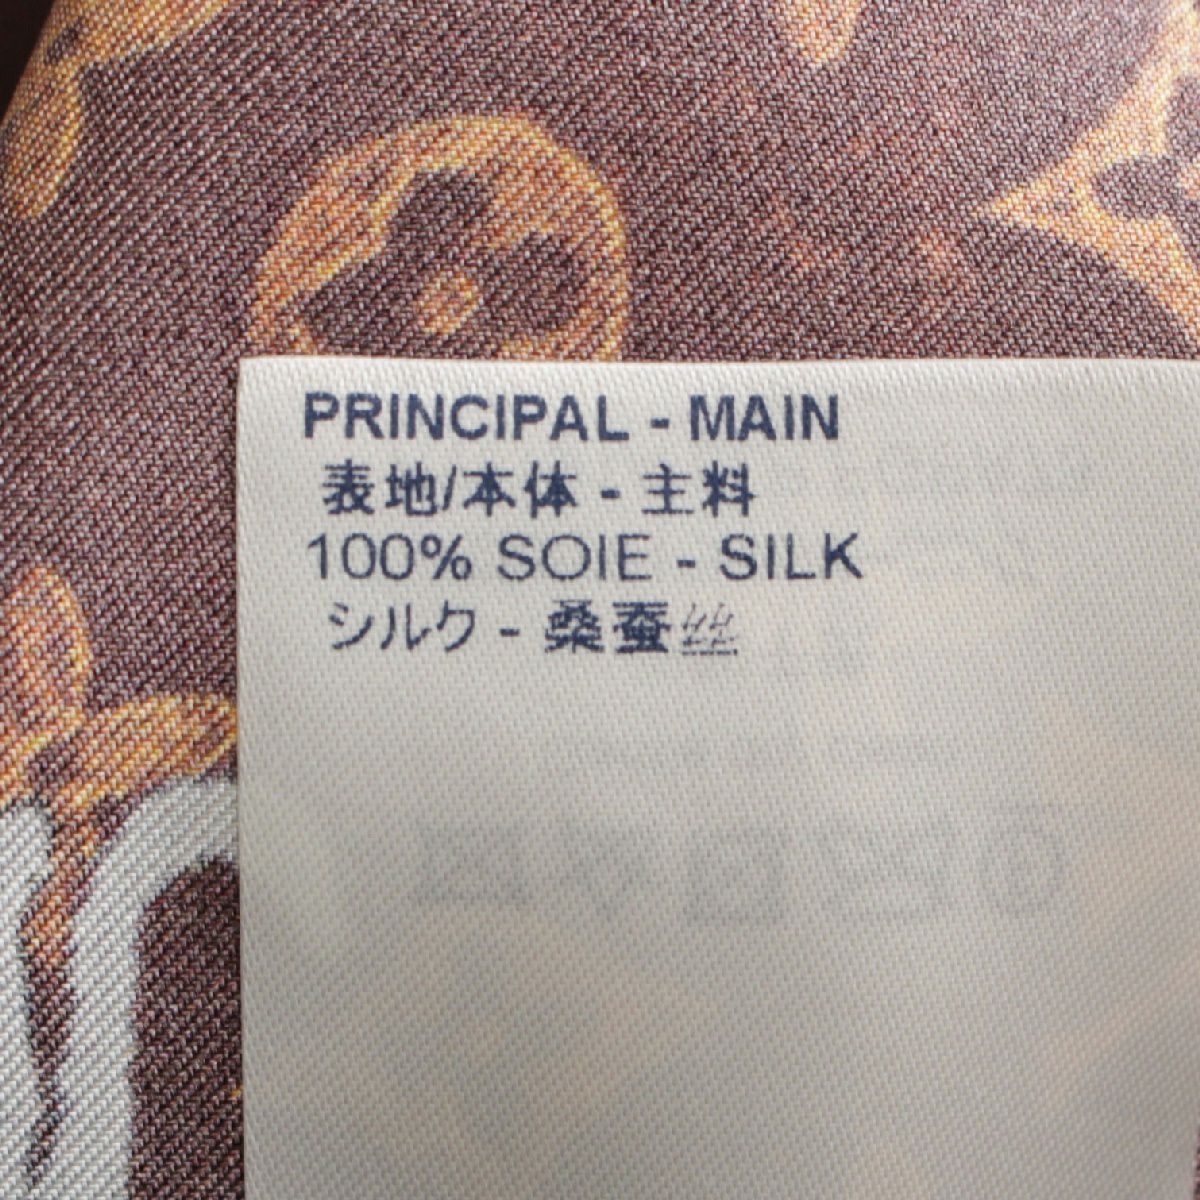 PRINCIPAL - MAIN
表地/本体 - 主料
100% SOIE - SILK
シルク - 桑蚕丝